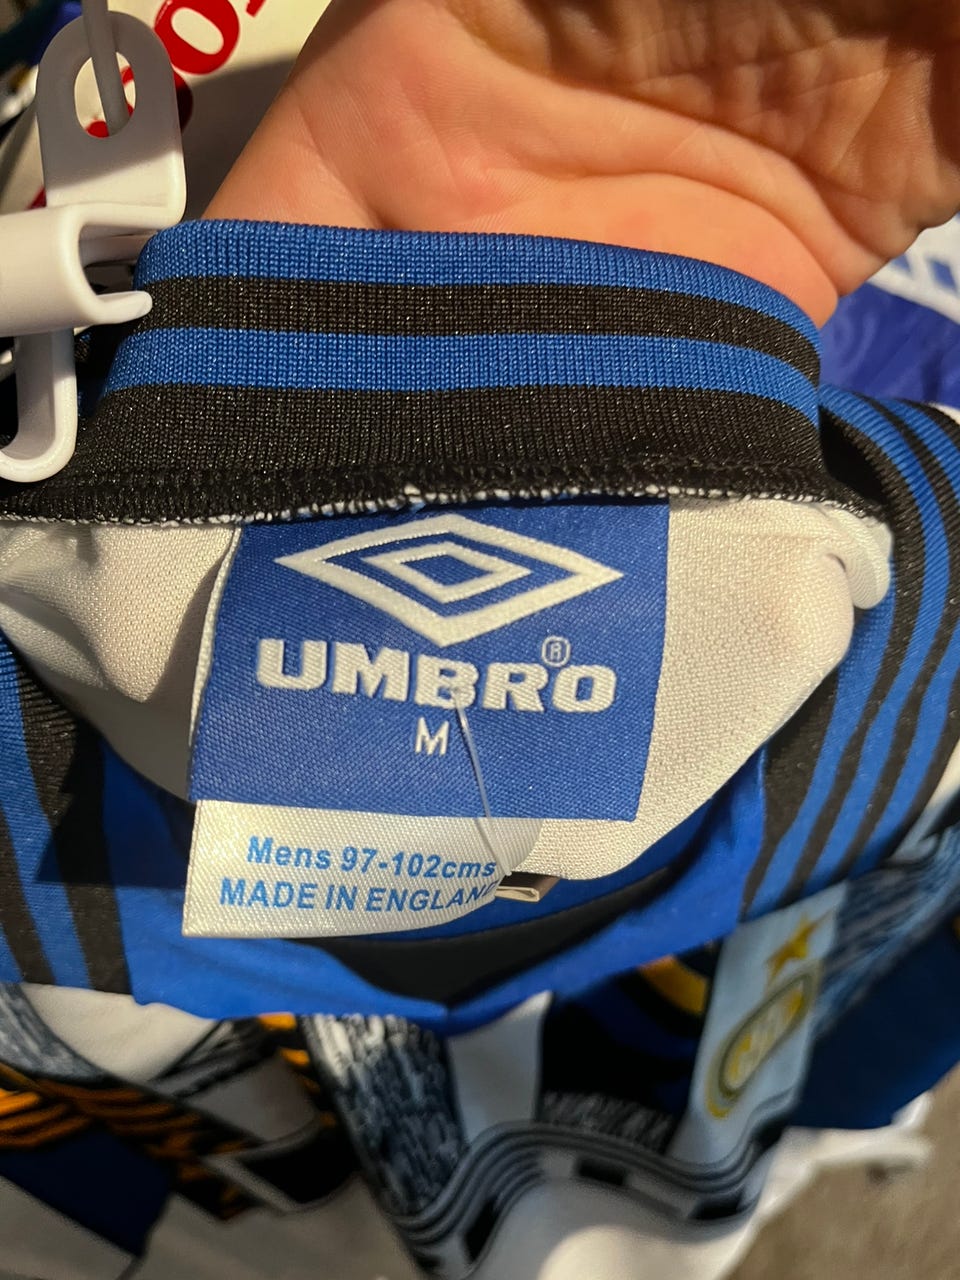 UMBRO®
M
Mens 97-102cms
MADE IN ENGLAND